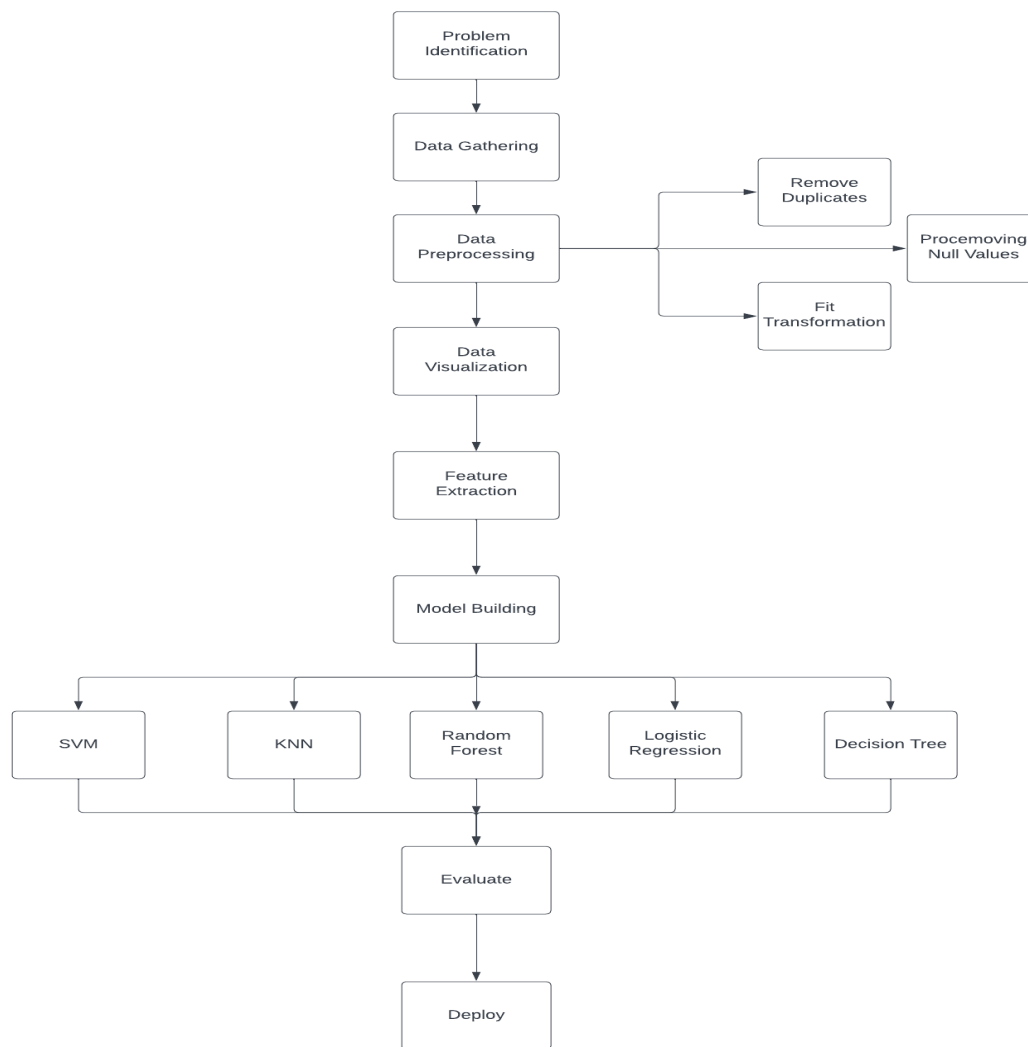 Problem
Identification
Data Gathering
Remove
Duplicates
Data
Preprocessing
Procemoving
Null Values
Fit
Transformation
Data
Visualization
Feature
Extraction
Model Building
SVM
KNN
Random
Forest
Logistic
Regression
Decision Tree
Evaluate
Deploy